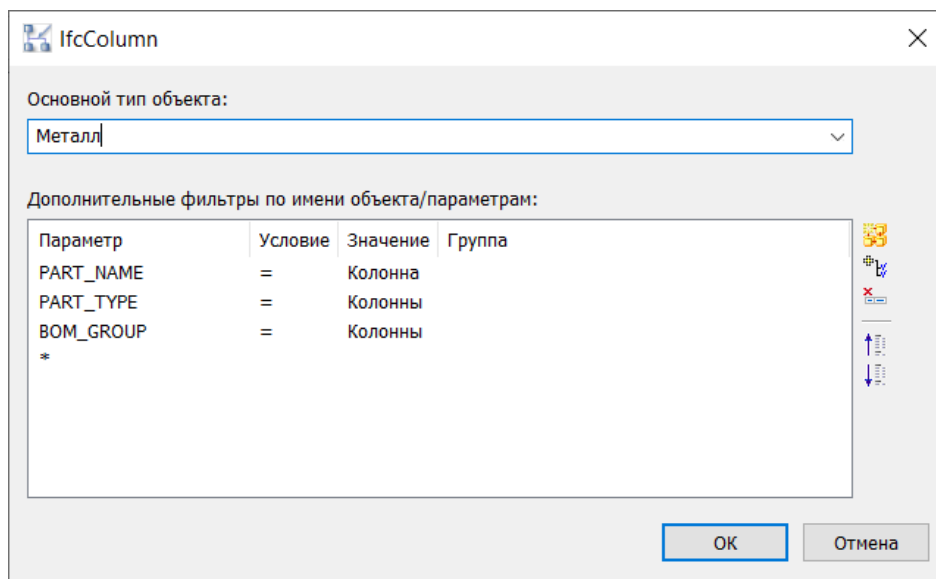 IfcColumn
Основной тип объекта:
Металл
Дополнительные фильтры по имени объекта/параметрам:
Параметр Условие Значение Группа
PART_NAME = Колонна
PART_TYPE = Колонны
BOM_GROUP = Колонны
*
ОК Отмена